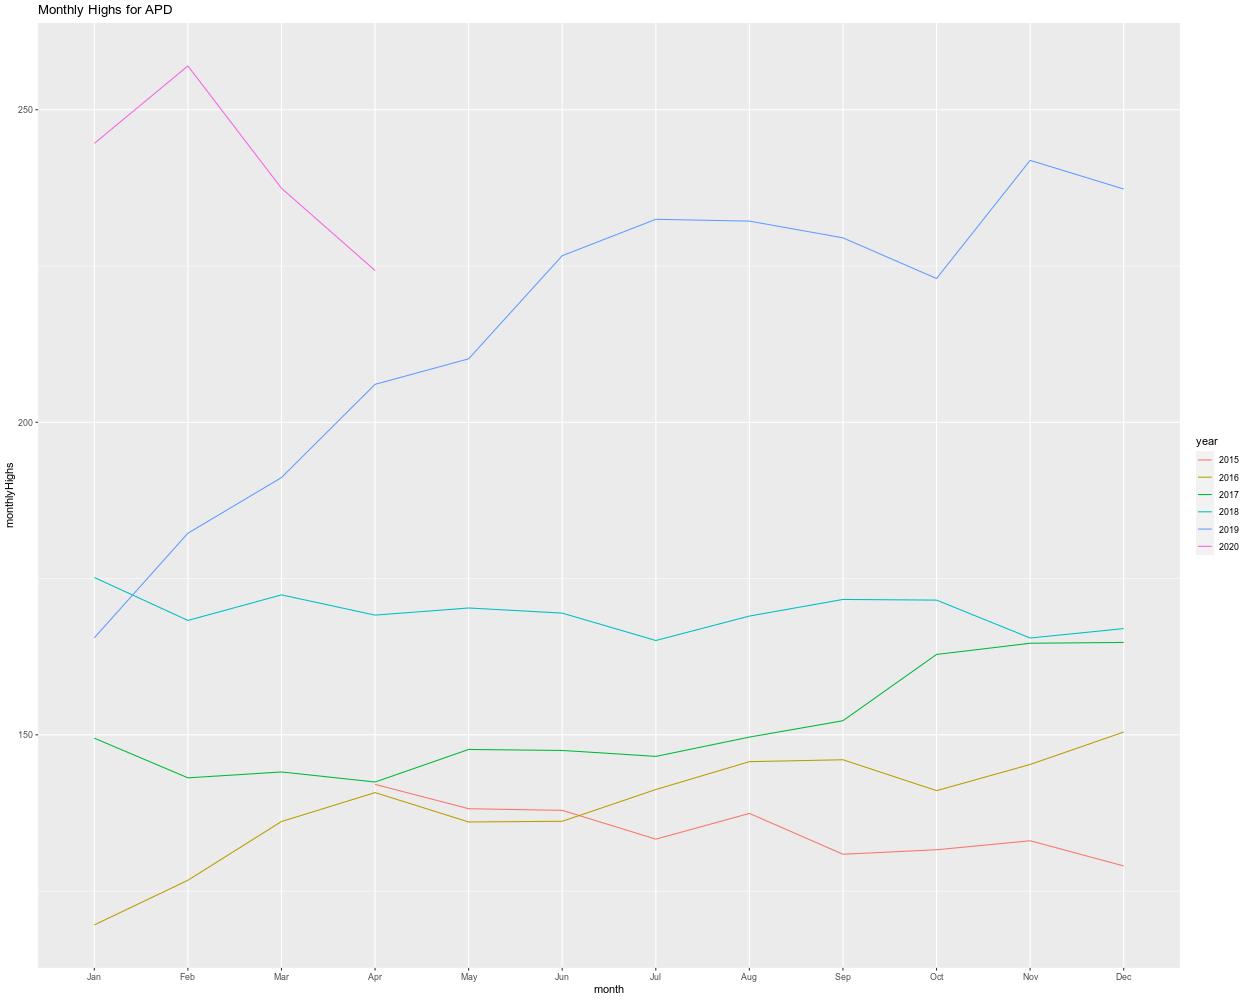 Monthly Highs for APD
250
200
150
monthlyHighs
Jan Feb Mar Apr May Jun Jul Aug Sep Oct Nov Dec
month
year
2015
2016
2017
2018
2019
2020